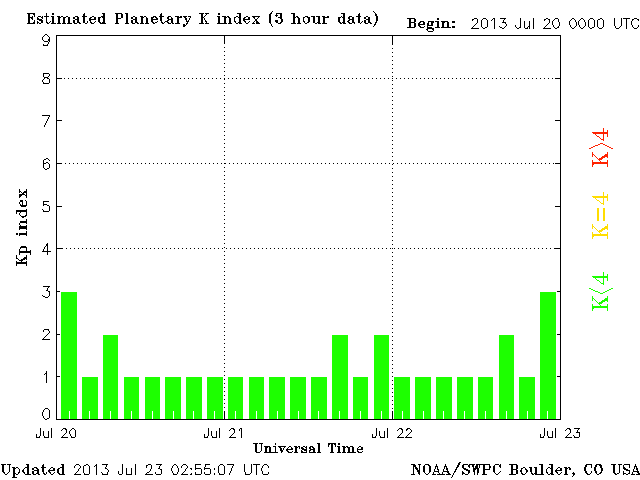 Estimated Planetary K index (3 hour data) Begin: 2013 Jul 20 0000 UTC
9
8
7
6
5
4
3
2
1
0
Kp index
K>4
K=4
K<4
Jul 20 Jul 21 Jul 22 Jul 23
Universal Time
Updated 2013 Jul 23 02:55:07 UTC NOAA/SWPC Boulder, CO USA